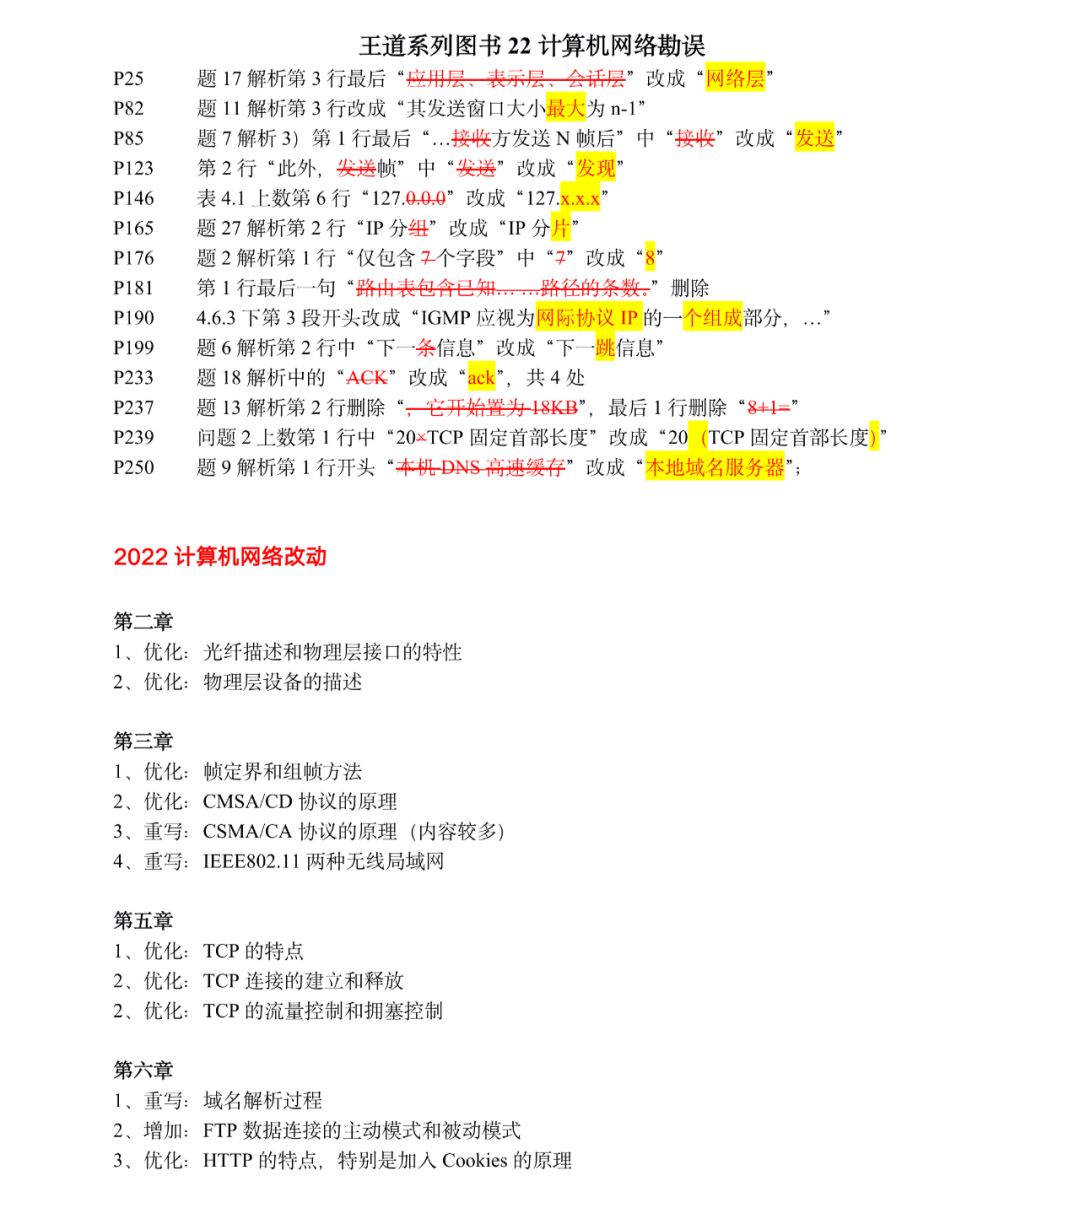 王道系列图书 22 计算机网络勘误
P25 题 17 解析第 3 行最后“应用层、表示层、会话层”改成“网络层”
P82 题 11 解析第 3 行改成“其发送窗口大小最大为 n-1”
P85 题 7 解析 3）第 1 行最后“…接收方发送 N 帧后”中“接收”改成“发送”
P123 第 2 行“此外，发送帧”中“发送”改成“发现”
P146 表 4.1 上数第 6 行“127.0.0.0”改成“127.x.x.x”
P165 题 27 解析第 2 行“IP 分组”改成“IP 分片”
P176 题 2 解析第 1 行“仅包含 7 个字段”中“7”改成“8”
P181 第 1 行最后一句“路由表包含已知… …路径的条数。”删除
P190 4.6.3 下第 3 段开头改成“IGMP 应视为网际协议 IP 的一个组成部分，…”
P199 题 6 解析第 2 行中“下一条信息”改成“下一跳信息”
P233 题 18 解析中的“ACK”改成“ack”，共 4 处
P237 题 13 解析第 2 行删除“，它开始置为 18KB”，最后 1 行删除“8+1=”
P239 问题 2 上数第 1 行中“20×TCP 固定首部长度”改成“20（TCP 固定首部长度）”
P250 题 9 解析第 1 行开头“本机 DNS 高速缓存”改成“本地域名服务器”；
2022 计算机网络改动
第二章
1、优化：光纤描述和物理层接口的特性
2、优化：物理层设备的描述
第三章
1、优化：帧定界和组帧方法
2、优化：CMSA/CD 协议的原理
3、重写：CSMA/CA 协议的原理（内容较多）
4、重写：IEEE802.11 两种无线局域网
第五章
1、优化：TCP 的特点
2、优化：TCP 连接的建立和释放
2、优化：TCP 的流量控制和拥塞控制
第六章
1、重写：域名解析过程
2、增加：FTP 数据连接的主动模式和被动模式
3、优化：HTTP 的特点，特别是加入 Cookies 的原理